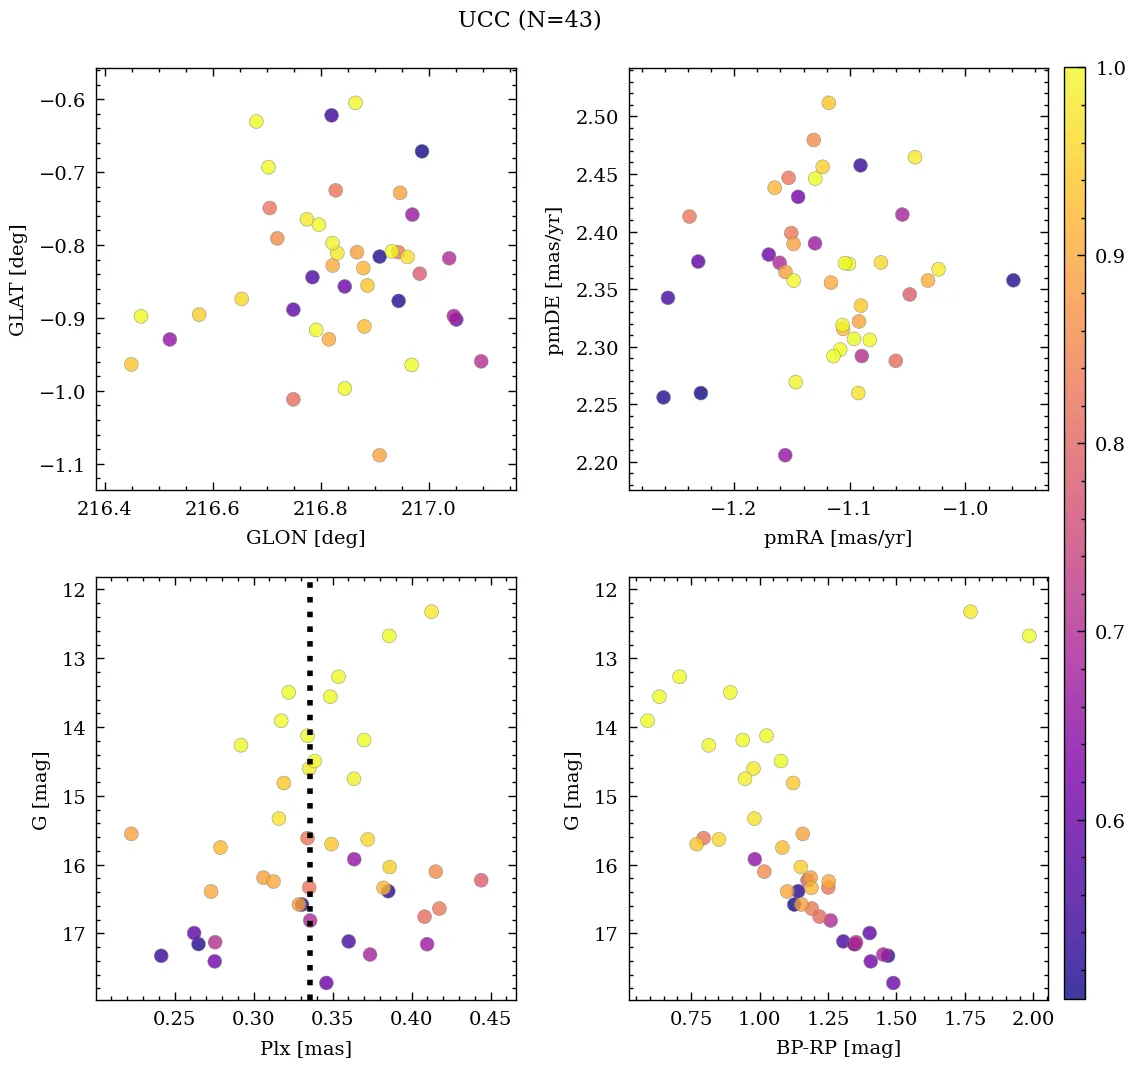 UCC (N=43)
−0.6
−0.7
−0.8
−0.9
−1.0
−1.1
GLAT [deg]
216.4 216.6 216.8 217.0
GLON [deg]
2.50
2.45
2.40
2.35
2.30
2.25
2.20
pmDE [mas/yr]
−1.2 −1.1 −1.0
pmRA [mas/yr]
12
13
14
15
16
17
G [mag]
0.25 0.30 0.35 0.40 0.45
Plx [mas]
12
13
14
15
16
17
G [mag]
0.75 1.00 1.25 1.50 1.75 2.00
BP-RP [mag]
1.0
0.9
0.8
0.7
0.6